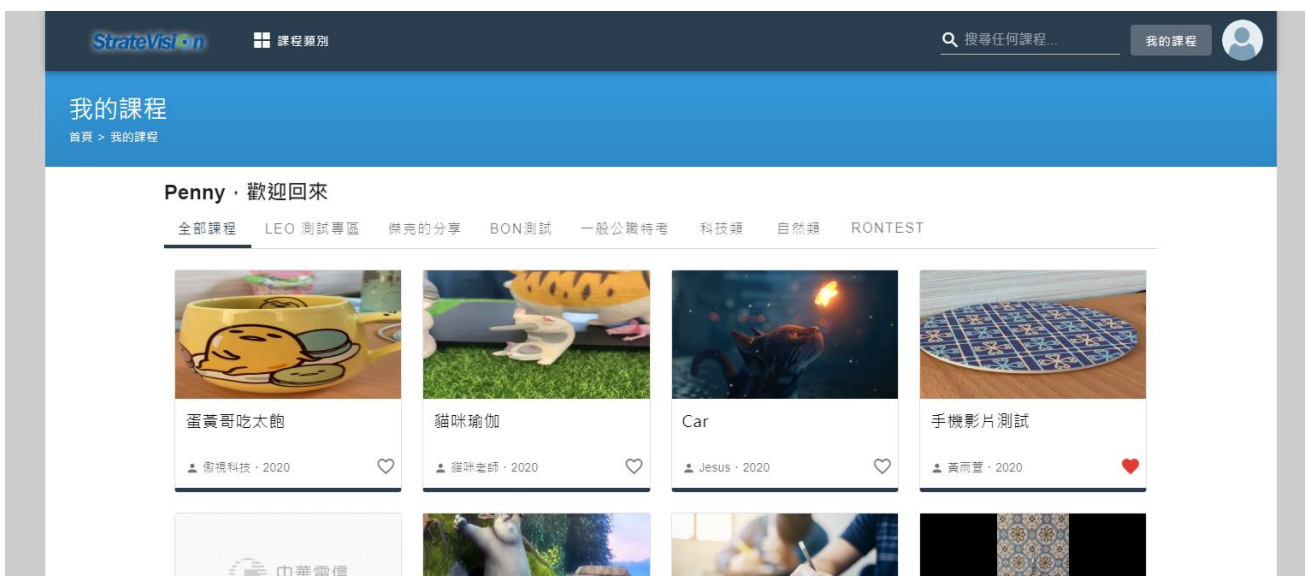 StrateVision
課程類別
搜尋任何課程...
我的課程
我的課程
首頁 > 我的課程
Penny，歡迎回來
全部課程 LEO 測試專區 傑克的分享 BON測試 一般公職特考 科技類 自然類 RONTEST
蛋黃哥吃太飽
傲視科技 · 2020
貓咪瑜伽
貓咪老師 · 2020
Car
Jesus · 2020
手機影片測試
黃雨萱 · 2020
中華電信